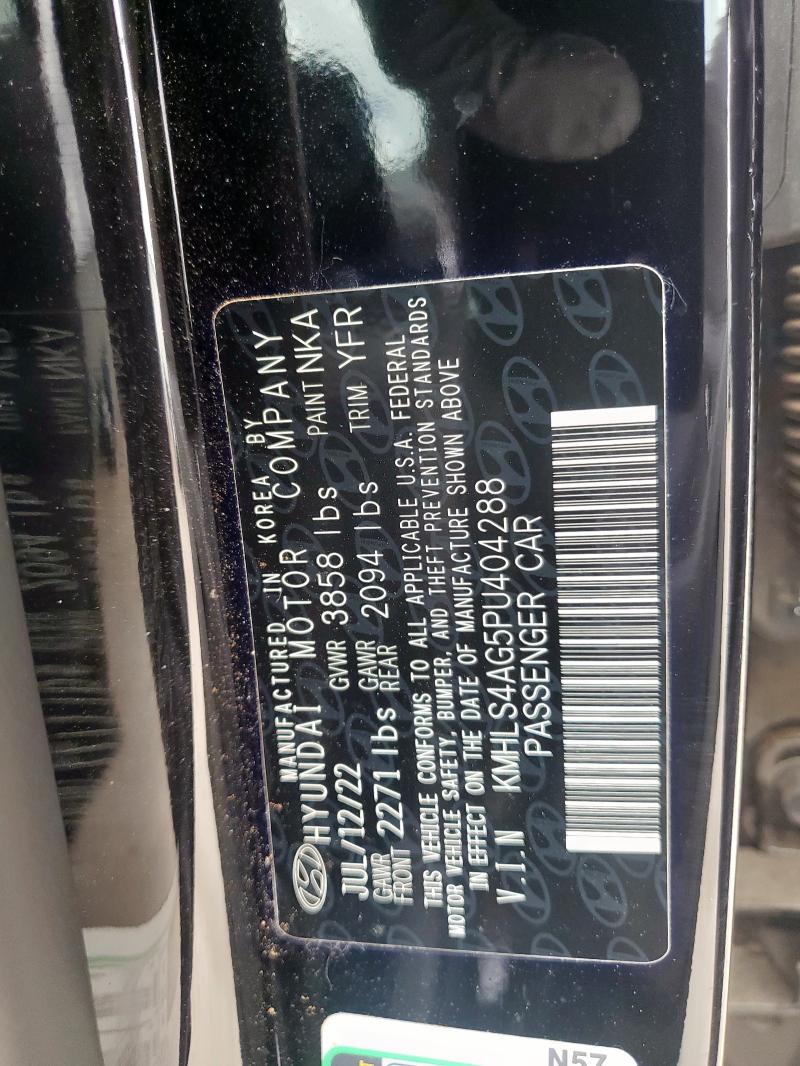 MANUFACTURED IN KOREA BY
HYUNDAI MOTOR COMPANY
JUL/12/22 GVWR 3858 lbs PAINT NKA
GAWR FRONT 2271 lbs GAWR REAR 2094 lbs TRIM YFR
THIS VEHICLE CONFORMS TO ALL APPLICABLE U.S.A. FEDERAL
MOTOR VEHICLE SAFETY, BUMPER, AND THEFT PREVENTION STANDARDS
IN EFFECT ON THE DATE OF MANUFACTURE SHOWN ABOVE
V.I.N KMHLS4AG5PU404288
PASSENGER CAR
N57